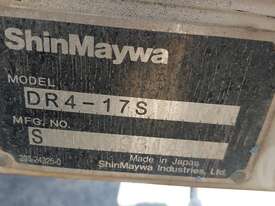 ShinMaywa
MODEL
DR4-17S
MFG. NO.
S
Made in Japan
ShinMaywa Industries, Ltd